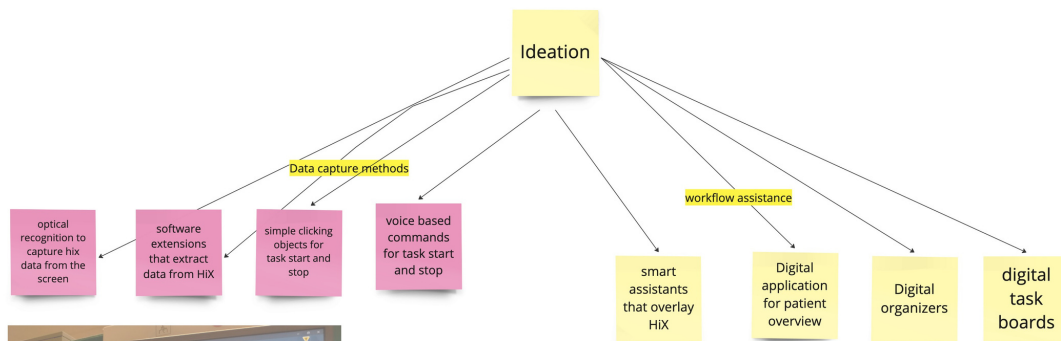 Ideation
Data capture methods
workflow assistance
optical
recognition to
capture hix
data from the
screen
software
extensions
that extract
data from HiX
simple clicking
objects for
task start and
stop
voice based
commands
for task start
and stop
smart
assistants
that overlay
HiX
Digital
application
for patient
overview
Digital
organizers
digital
task
boards